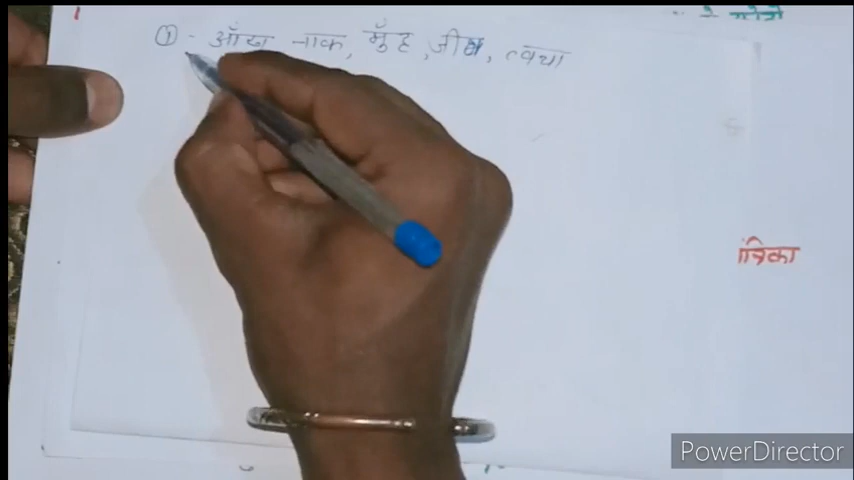 ① - आँख नाक, मुँह, जीभ, त्वचा
त्रिका
PowerDirector